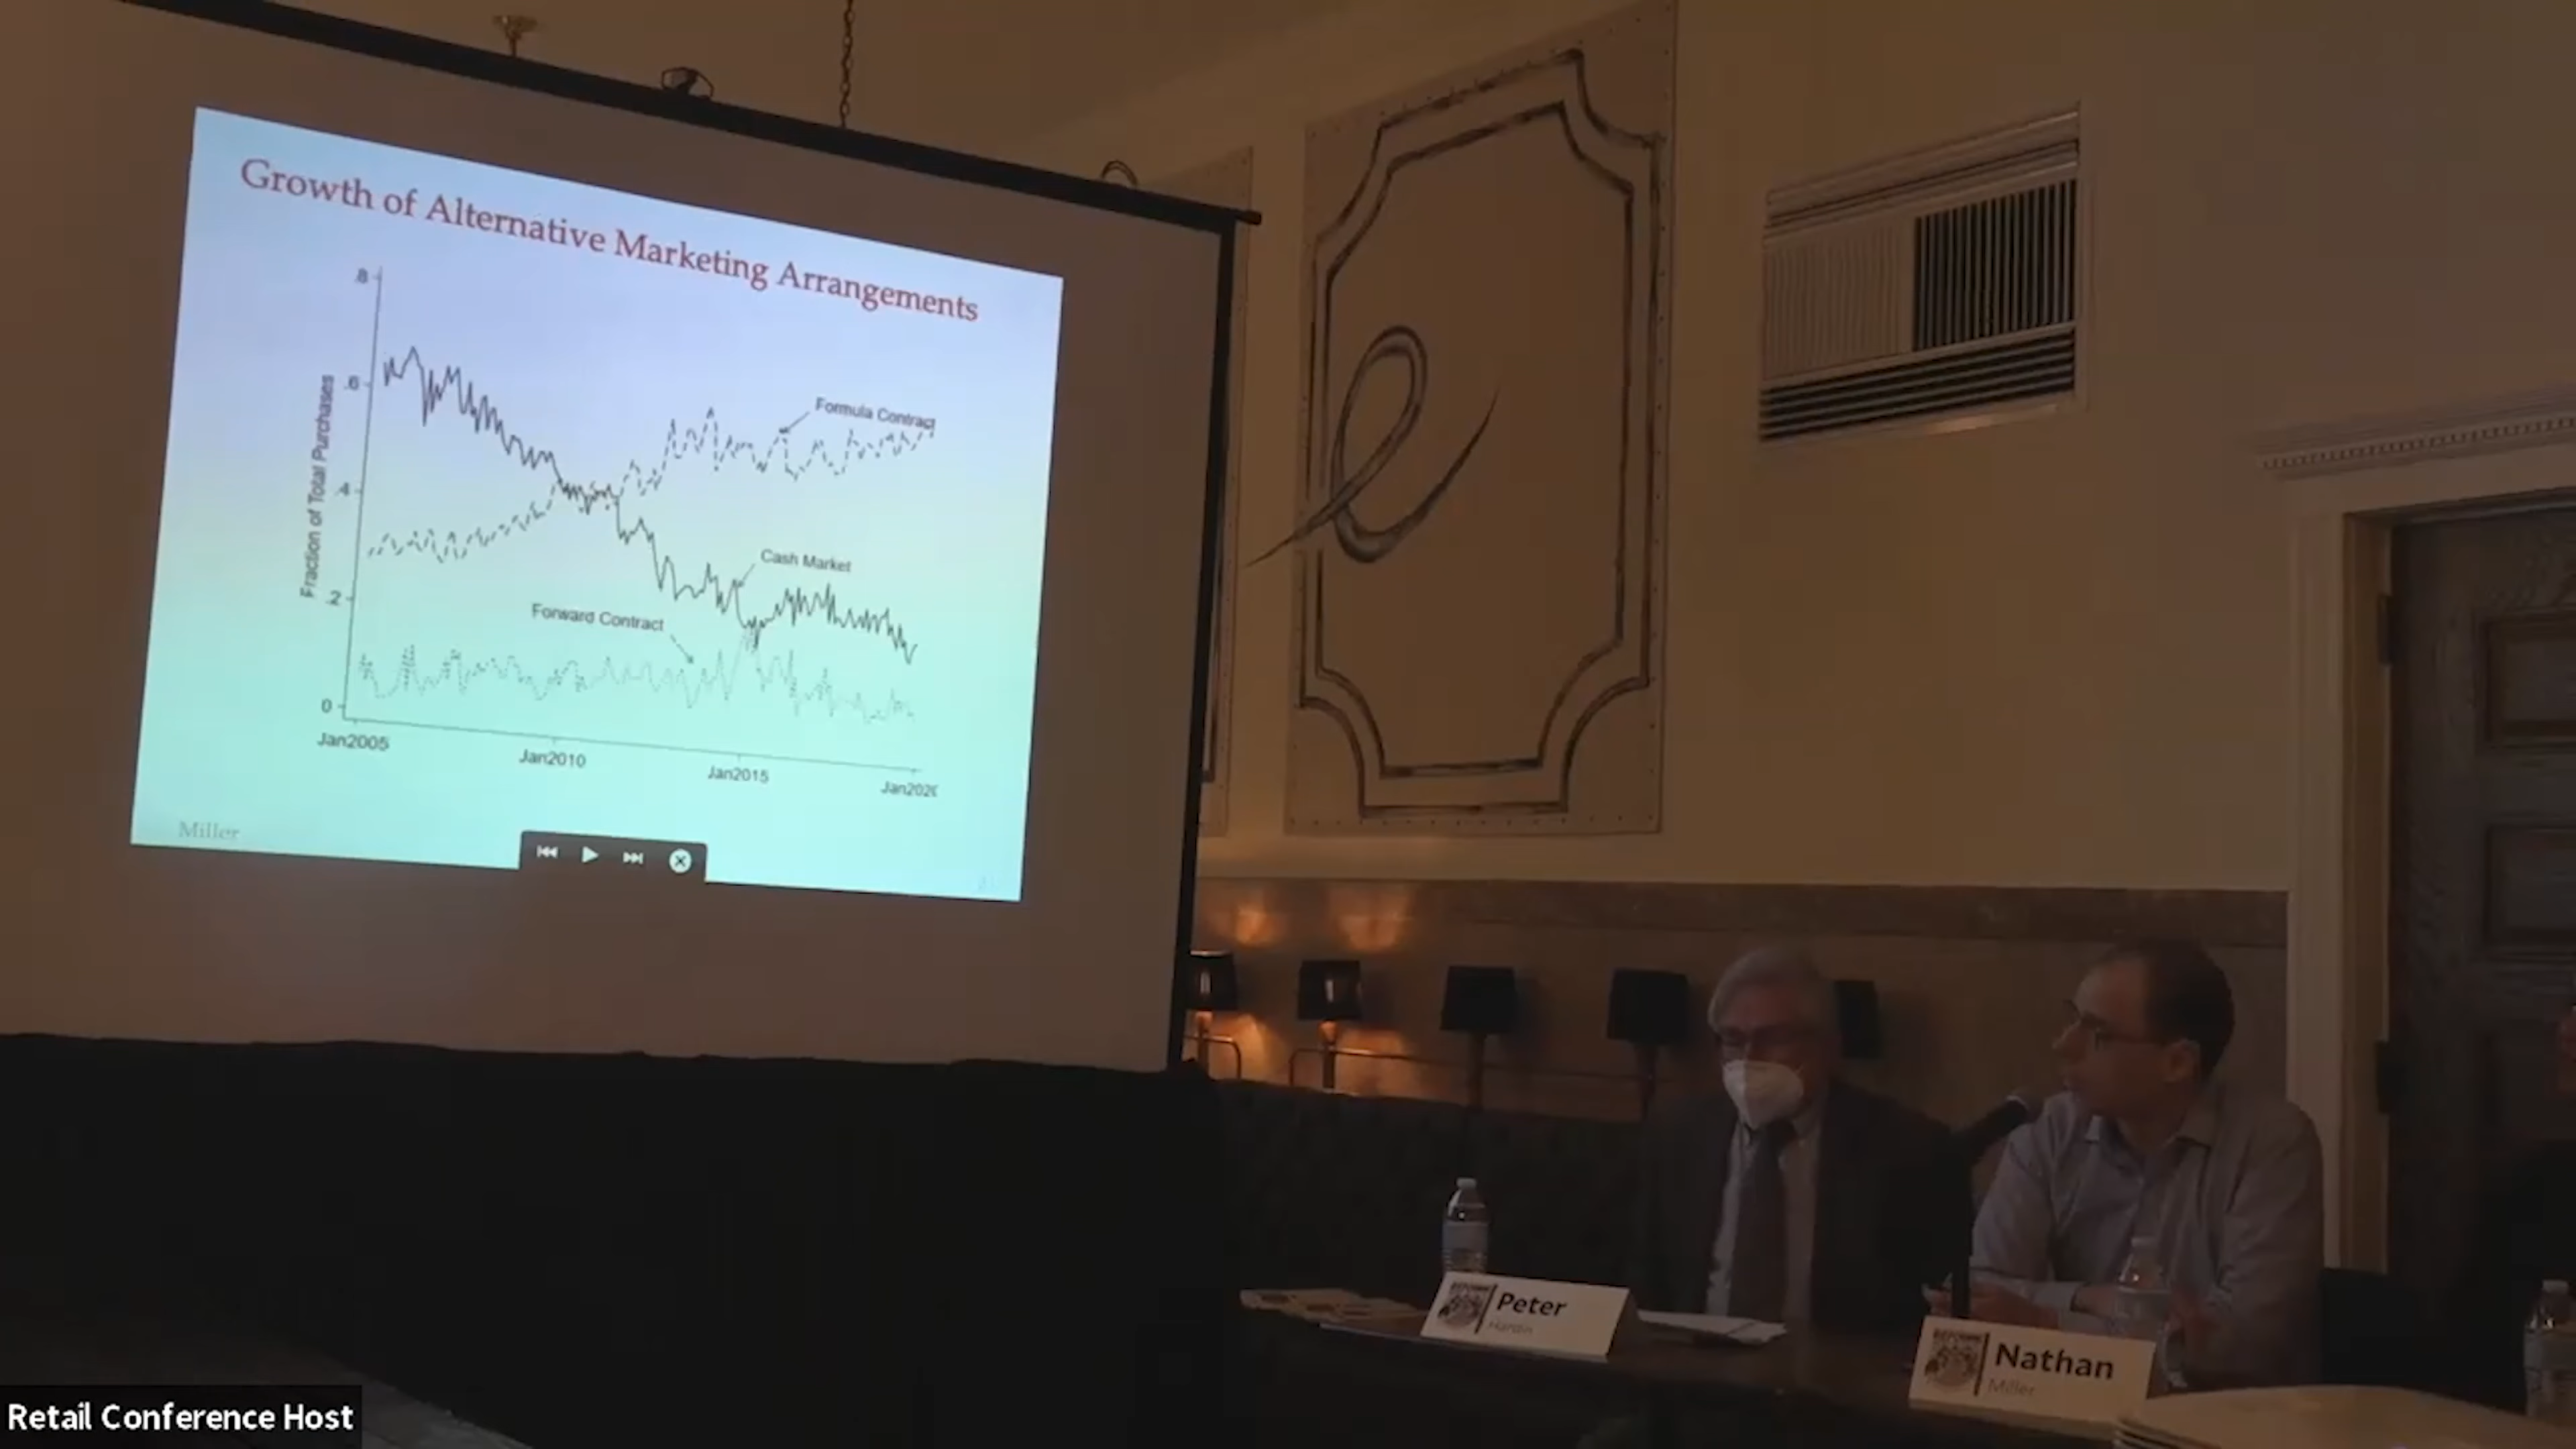 Growth of Alternative Marketing Arrangements
.8
.6
.4
.2
0
Fraction of Total Purchases
Formula Contract
Cash Market
Forward Contract
Jan2005
Jan2010
Jan2015
Jan202
Miller
Peter
Nathan
Miller
Retail Conference Host